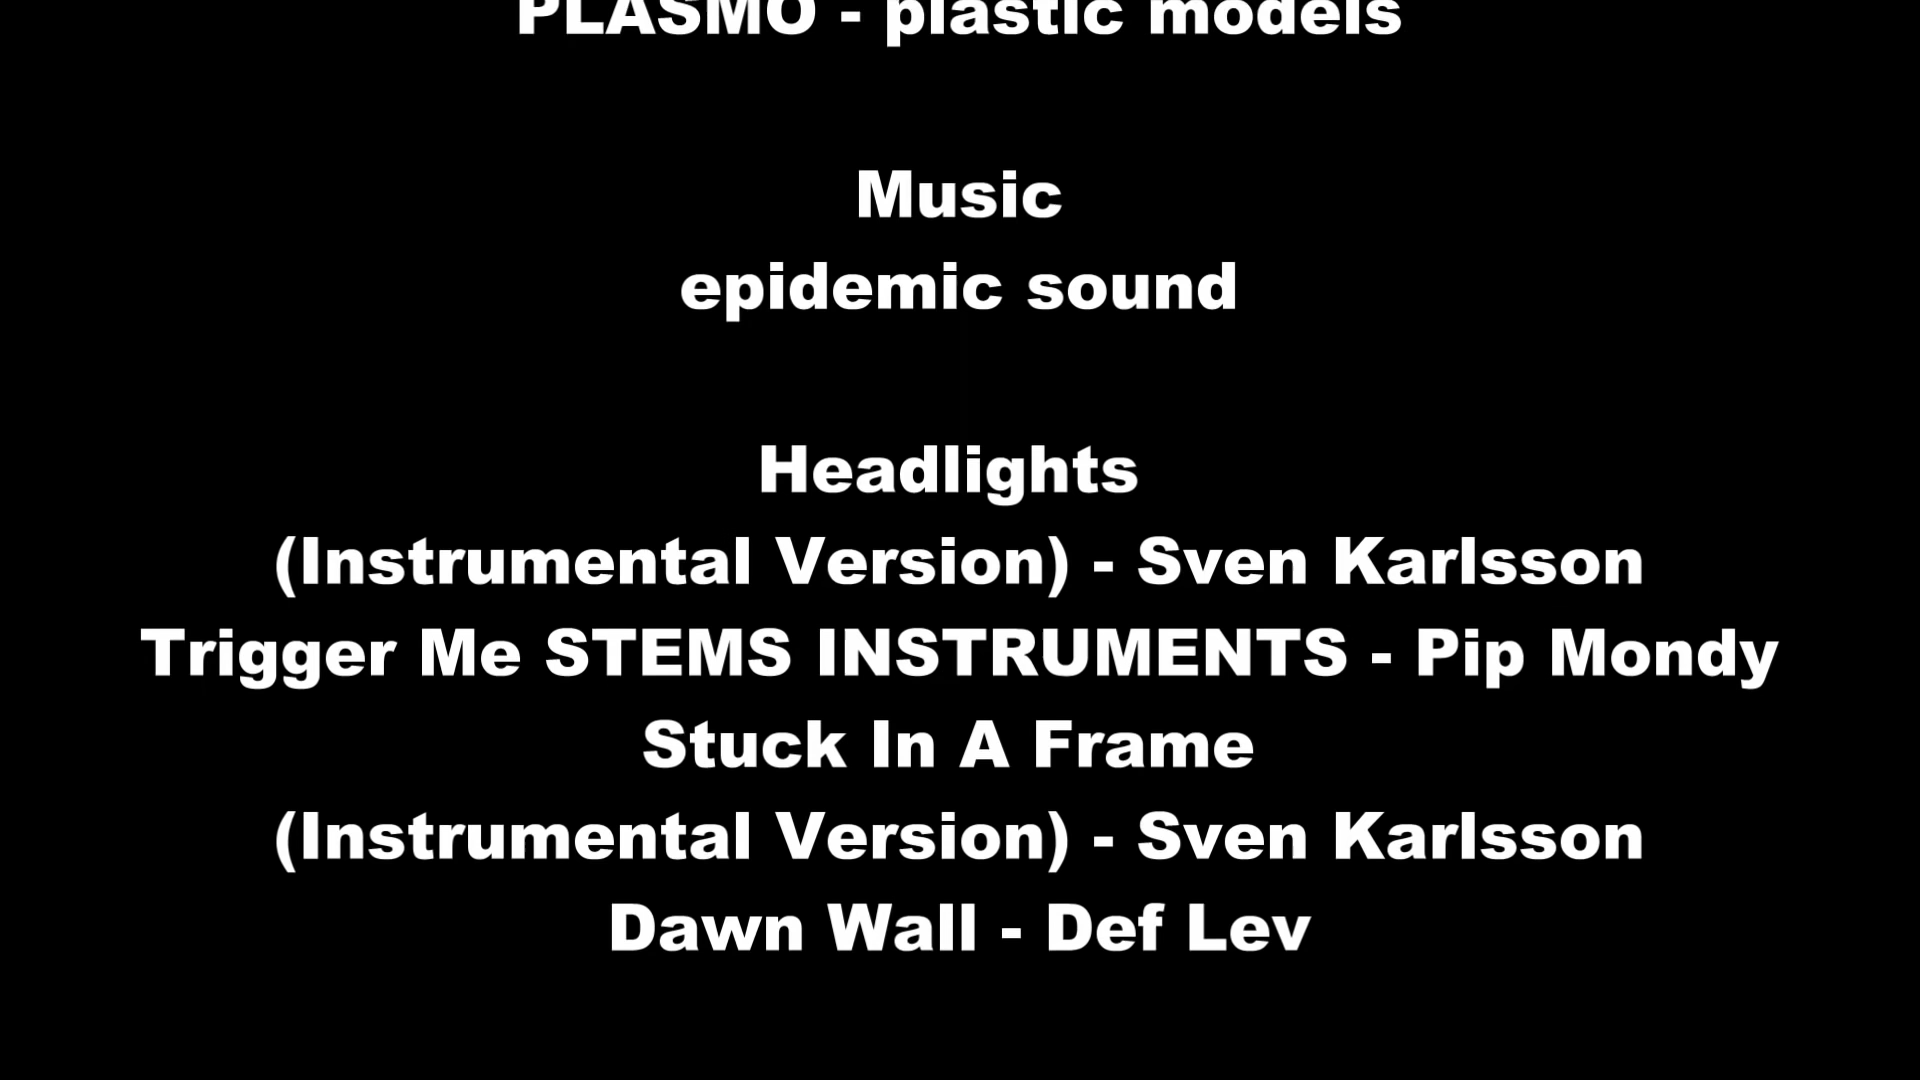 PLASMO - plastic models
Music
epidemic sound
Headlights
(Instrumental Version) - Sven Karlsson
Trigger Me STEMS INSTRUMENTS - Pip Mondy
Stuck In A Frame
(Instrumental Version) - Sven Karlsson
Dawn Wall - Def Lev